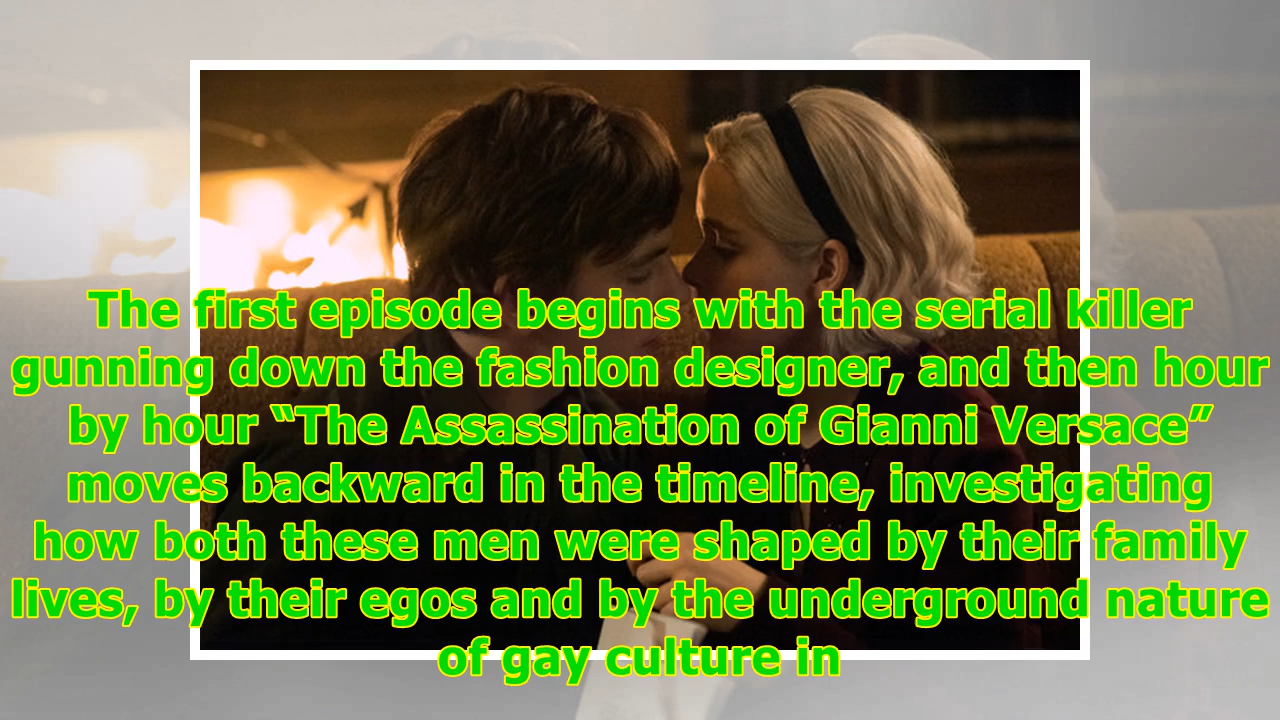 The first episode begins with the serial killer
gunning down the fashion designer, and then hour
by hour “The Assassination of Gianni Versace”
moves backward in the timeline, investigating
how both these men were shaped by their family
lives, by their egos and by the underground nature
of gay culture in